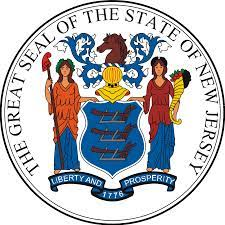 THE GREAT SEAL OF THE STATE OF NEW JERSEY
LIBERTY AND PROSPERITY
1776